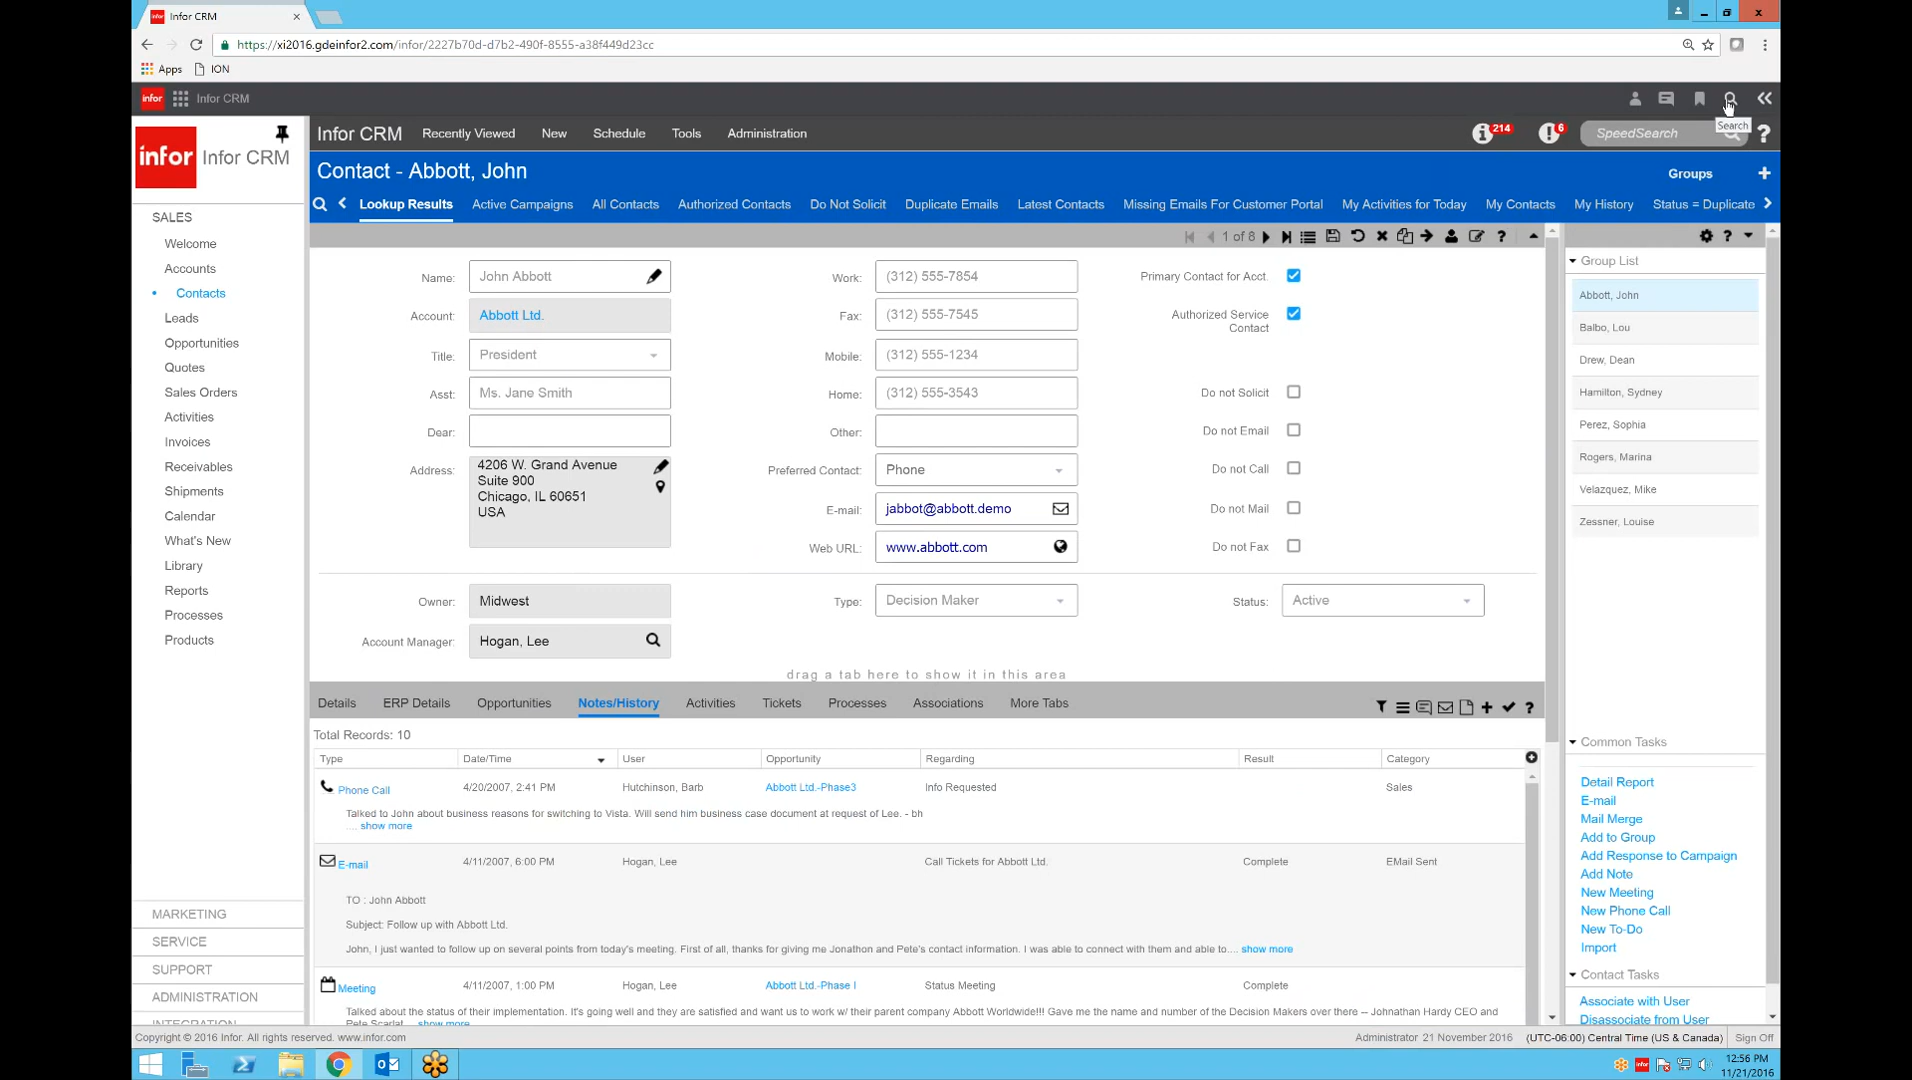 infor Infor CRM
https://xi2016.gdeinfor2.com/infor/2227b70d-d7b2-490f-8555-a38f449d23cc
Apps ION
infor Infor CRM
Search
infor Infor CRM
Infor CRM Recently Viewed New Schedule Tools Administration 214 6 SpeedSearch ?
Contact - Abbott, John Groups +
Lookup Results Active Campaigns All Contacts Authorized Contacts Do Not Solicit Duplicate Emails Latest Contacts Missing Emails For Customer Portal My Activities for Today My Contacts My History Status = Duplicate
1 of 8
SALES
Welcome
Accounts
Contacts
Leads
Opportunities
Quotes
Sales Orders
Activities
Invoices
Receivables
Shipments
Calendar
What's New
Library
Reports
Processes
Products
MARKETING
SERVICE
SUPPORT
ADMINISTRATION
INTEGRATION
Name: John Abbott
Account: Abbott Ltd.
Title: President
Asst: Ms. Jane Smith
Dear:
Address: 4206 W. Grand Avenue
Suite 900
Chicago, IL 60651
USA
Owner: Midwest
Account Manager: Hogan, Lee
Work: (312) 555-7854
Fax: (312) 555-7545
Mobile: (312) 555-1234
Home: (312) 555-3543
Other:
Preferred Contact: Phone
E-mail: jabbot@abbott.demo
Web URL: www.abbott.com
Type: Decision Maker
Primary Contact for Acct.
Authorized Service
Contact
Do not Solicit
Do not Email
Do not Call
Do not Mail
Do not Fax
Status: Active
drag a tab here to show it in this area
Details ERP Details Opportunities Notes/History Activities Tickets Processes Associations More Tabs
Total Records: 10
Type Date/Time User Opportunity Regarding Result Category
Phone Call 4/20/2007, 2:41 PM Hutchinson, Barb Abbott Ltd.-Phase3 Info Requested Sales
Talked to John about business reasons for switching to Vista. Will send him business case document at request of Lee. - bh
.... show more
E-mail 4/11/2007, 6:00 PM Hogan, Lee Call Tickets for Abbott Ltd. Complete EMail Sent
TO : John Abbott
Subject: Follow up with Abbott Ltd.
John, I just wanted to follow up on several points from today's meeting. First of all, thanks for giving me Jonathon and Pete's contact information. I was able to connect with them and able to.... show more
Meeting 4/11/2007, 1:00 PM Hogan, Lee Abbott Ltd.-Phase I Status Meeting Complete
Talked about the status of their implementation. It's going well and they are satisfied and want us to work w/ their parent company Abbott Worldwide!!! Gave me the name and number of the Decision Makers over there -- Johnathan Hardy CEO and
Pete Scarlat.... show more
Group List
Abbott, John
Balbo, Lou
Drew, Dean
Hamilton, Sydney
Perez, Sophia
Rogers, Marina
Velazquez, Mike
Zessner, Louise
Common Tasks
Detail Report
E-mail
Mail Merge
Add to Group
Add Response to Campaign
Add Note
New Meeting
New Phone Call
New To-Do
Import
Contact Tasks
Associate with User
Disassociate from User
Copyright © 2016 Infor. All rights reserved. www.infor.com Administrator 21 November 2016 (UTC-06:00) Central Time (US & Canada) Sign Off
12:56 PM
11/21/2016